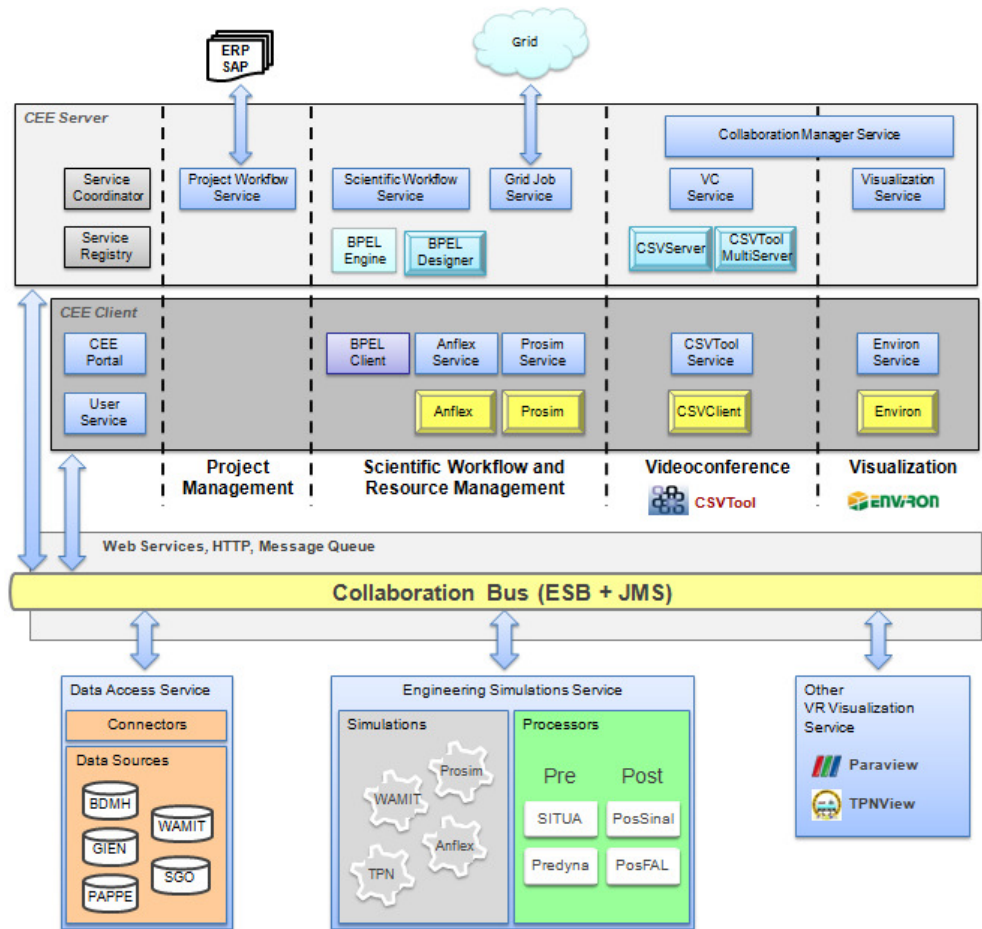 ERP
SAP
Grid
CEE Server
Collaboration Manager Service
Service
Coordinator
Project Workflow
Service
Scientific Workflow
Service
Grid Job
Service
VC
Service
Visualization
Service
Service
Registry
BPEL
Engine
BPEL
Designer
CSVServer
CSVTool
MultiServer
CEE Client
CEE
Portal
BPEL
Client
Anflex
Service
Prosim
Service
CSVTool
Service
Environ
Service
User
Service
Anflex
Prosim
CSVClient
Environ
Project
Management
Scientific Workflow and
Resource Management
Videoconference
CSVTool
Visualization
ENVIRON
Web Services, HTTP, Message Queue
Collaboration Bus (ESB + JMS)
Data Access Service
Connectors
Data Sources
BDMH
WAMIT
GIEN
SGO
PAPPE
Engineering Simulations Service
Simulations
Prosim
WAMIT
Anflex
TPN
Processors
Pre
Post
SITUA
PosSinal
Predyna
PosFAL
Other
VR Visualization
Service
Paraview
TPNView